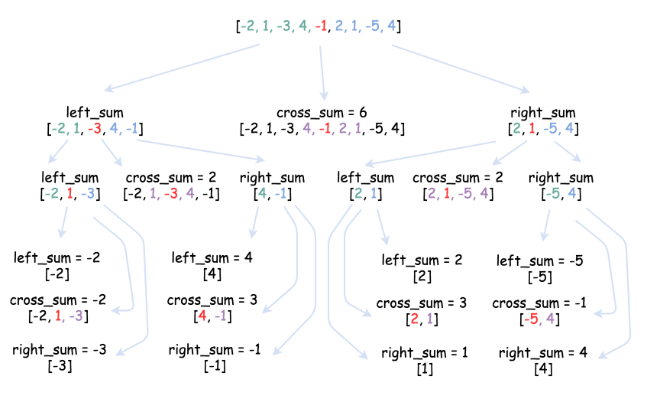 [-2, 1, -3, 4, -1, 2, 1, -5, 4]
left_sum
[-2, 1, -3, 4, -1]
cross_sum = 6
[-2, 1, -3, 4, -1, 2, 1, -5, 4]
right_sum
[2, 1, -5, 4]
left_sum
[-2, 1, -3]
cross_sum = 2
[-2, 1, -3, 4, -1]
right_sum
[4, -1]
left_sum
[2, 1]
cross_sum = 2
[2, 1, -5, 4]
right_sum
[-5, 4]
left_sum = -2
[-2]
left_sum = 4
[4]
left_sum = 2
[2]
left_sum = -5
[-5]
cross_sum = -2
[-2, 1, -3]
cross_sum = 3
[4, -1]
cross_sum = 3
[2, 1]
cross_sum = -1
[-5, 4]
right_sum = -3
[-3]
right_sum = -1
[-1]
right_sum = 1
[1]
right_sum = 4
[4]